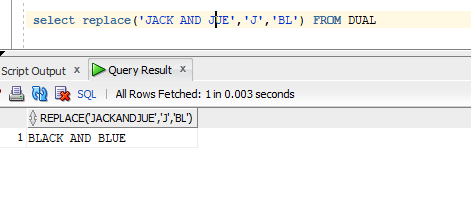 select replace('JACK AND JUE','J','BL') FROM DUAL
Script Output x Query Result x
SQL | All Rows Fetched: 1 in 0.003 seconds
REPLACE('JACKANDJUE','J','BL')
1 BLACK AND BLUE